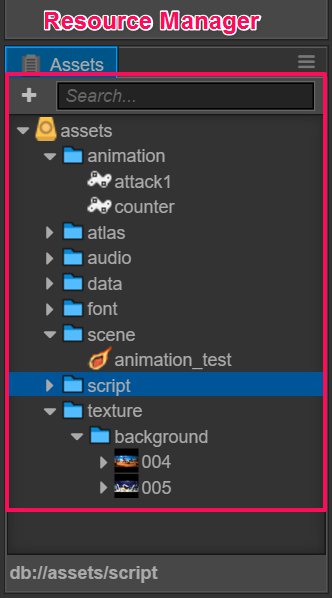 Resource Manager
Assets
Search...
assets
animation
attack1
counter
atlas
audio
data
font
scene
animation_test
script
texture
background
004
005
db://assets/script